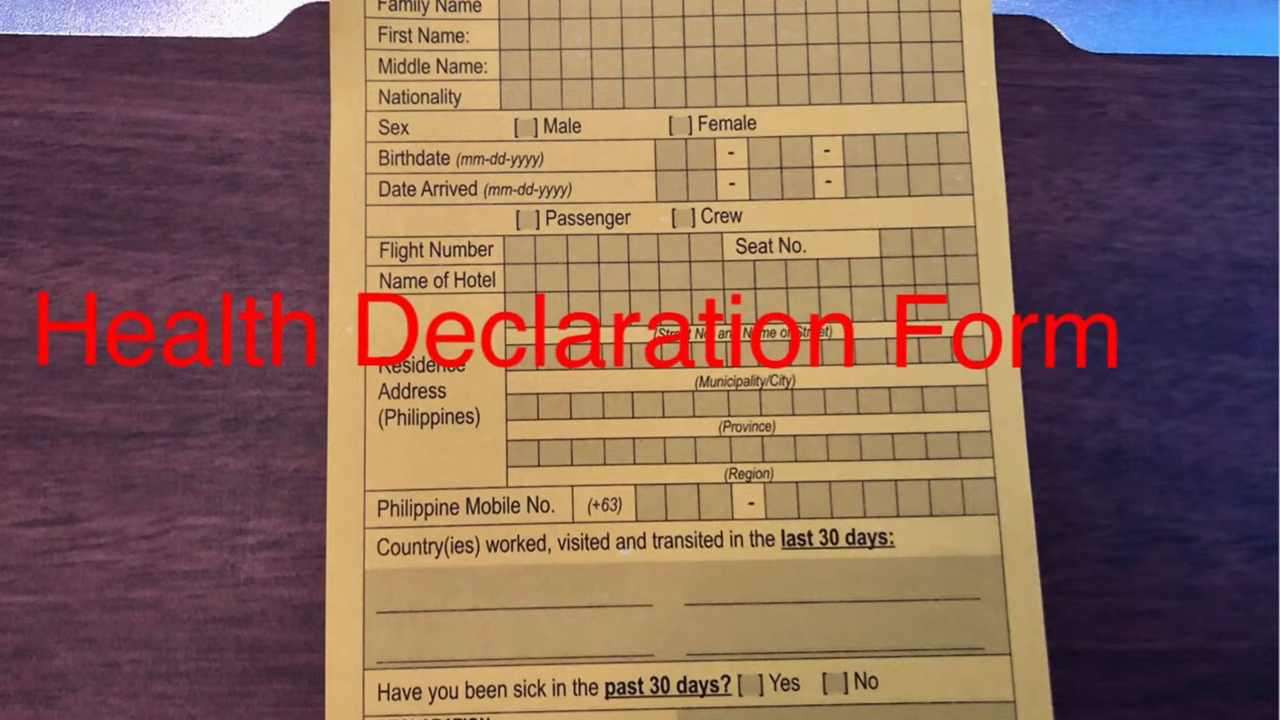 Family Name
First Name:
Middle Name:
Nationality
Sex [ ] Male [ ] Female
Birthdate (mm-dd-yyyy) - -
Date Arrived (mm-dd-yyyy) - -
[ ] Passenger [ ] Crew
Flight Number Seat No.
Name of Hotel
Health Declaration Form
(Street No. and Name of Street)
Residence
Address
(Philippines)
(Municipality/City)
(Province)
(Region)
Philippine Mobile No. (+63) -
Country(ies) worked, visited and transited in the last 30 days:
Have you been sick in the past 30 days? [ ] Yes [ ] No